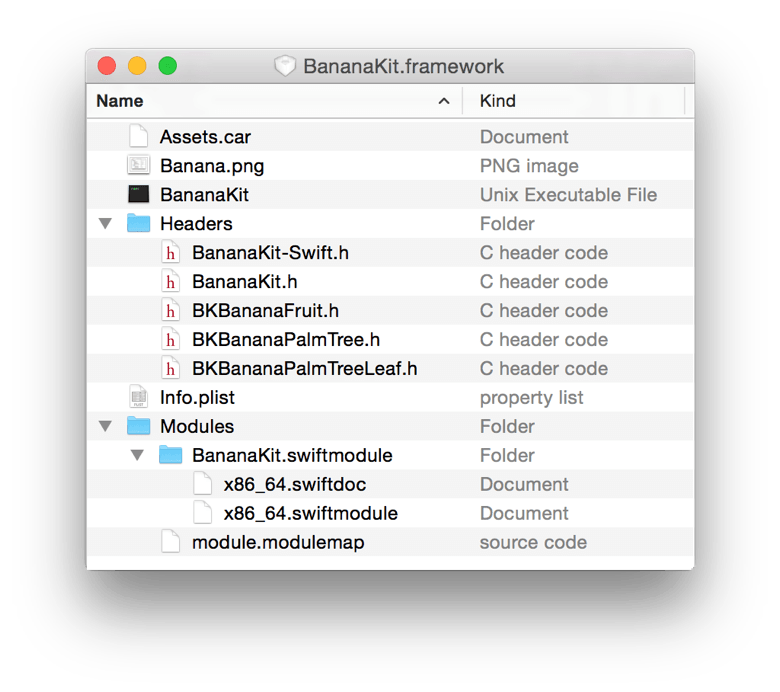 BananaKit.framework
Name Kind
Assets.car Document
Banana.png PNG image
BananaKit Unix Executable File
Headers Folder
h BananaKit-Swift.h C header code
h BananaKit.h C header code
h BKBananaFruit.h C header code
h BKBananaPalmTree.h C header code
h BKBananaPalmTreeLeaf.h C header code
Info.plist property list
Modules Folder
BananaKit.swiftmodule Folder
x86_64.swiftdoc Document
x86_64.swiftmodule Document
module.modulemap source code